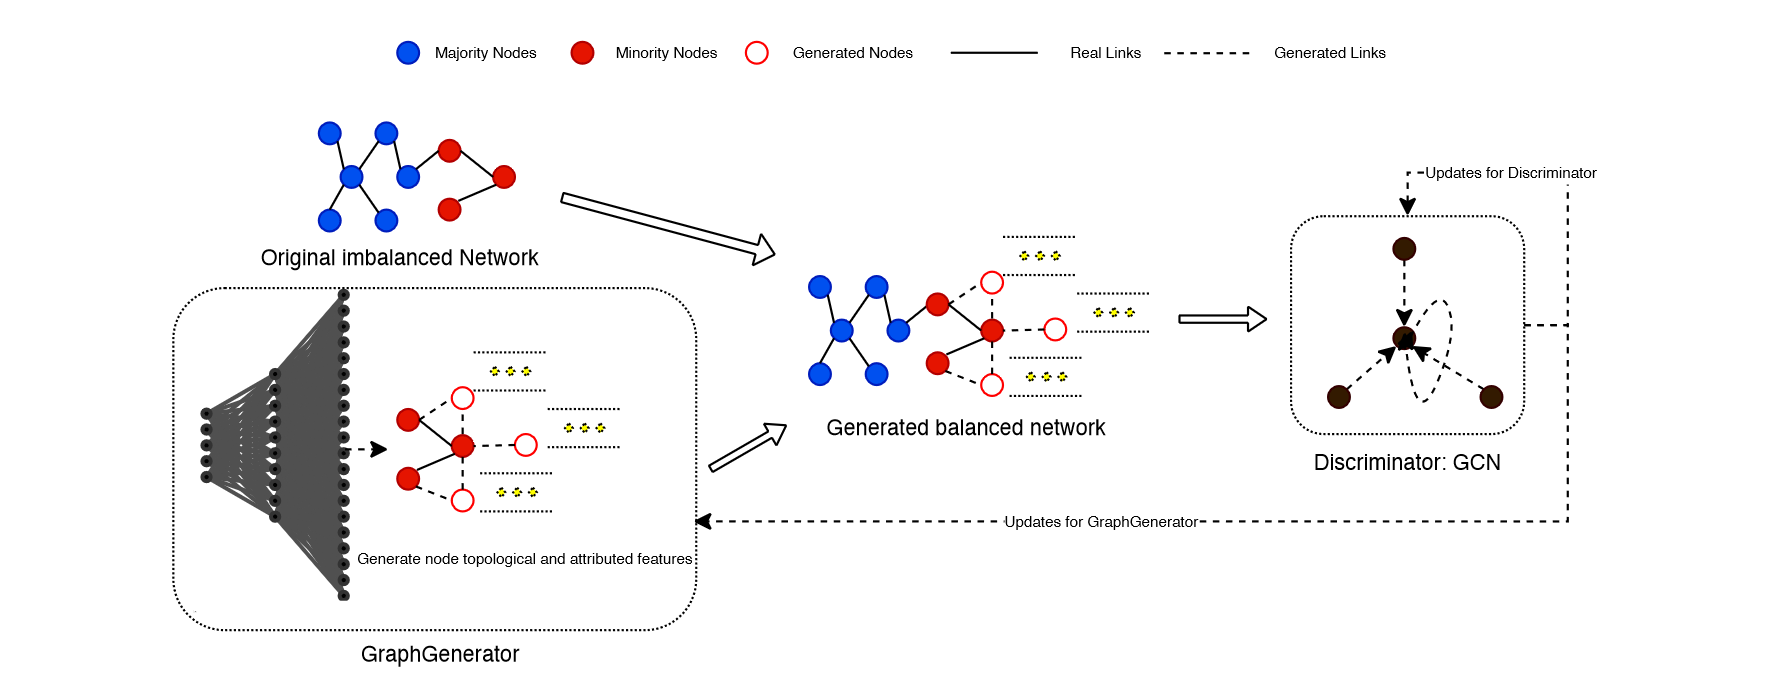 Majority Nodes
Minority Nodes
Generated Nodes
Real Links
Generated Links
Updates for Discriminator
Original imbalanced Network
Generated balanced network
Discriminator: GCN
Updates for GraphGenerator
Generate node topological and attributed features
GraphGenerator